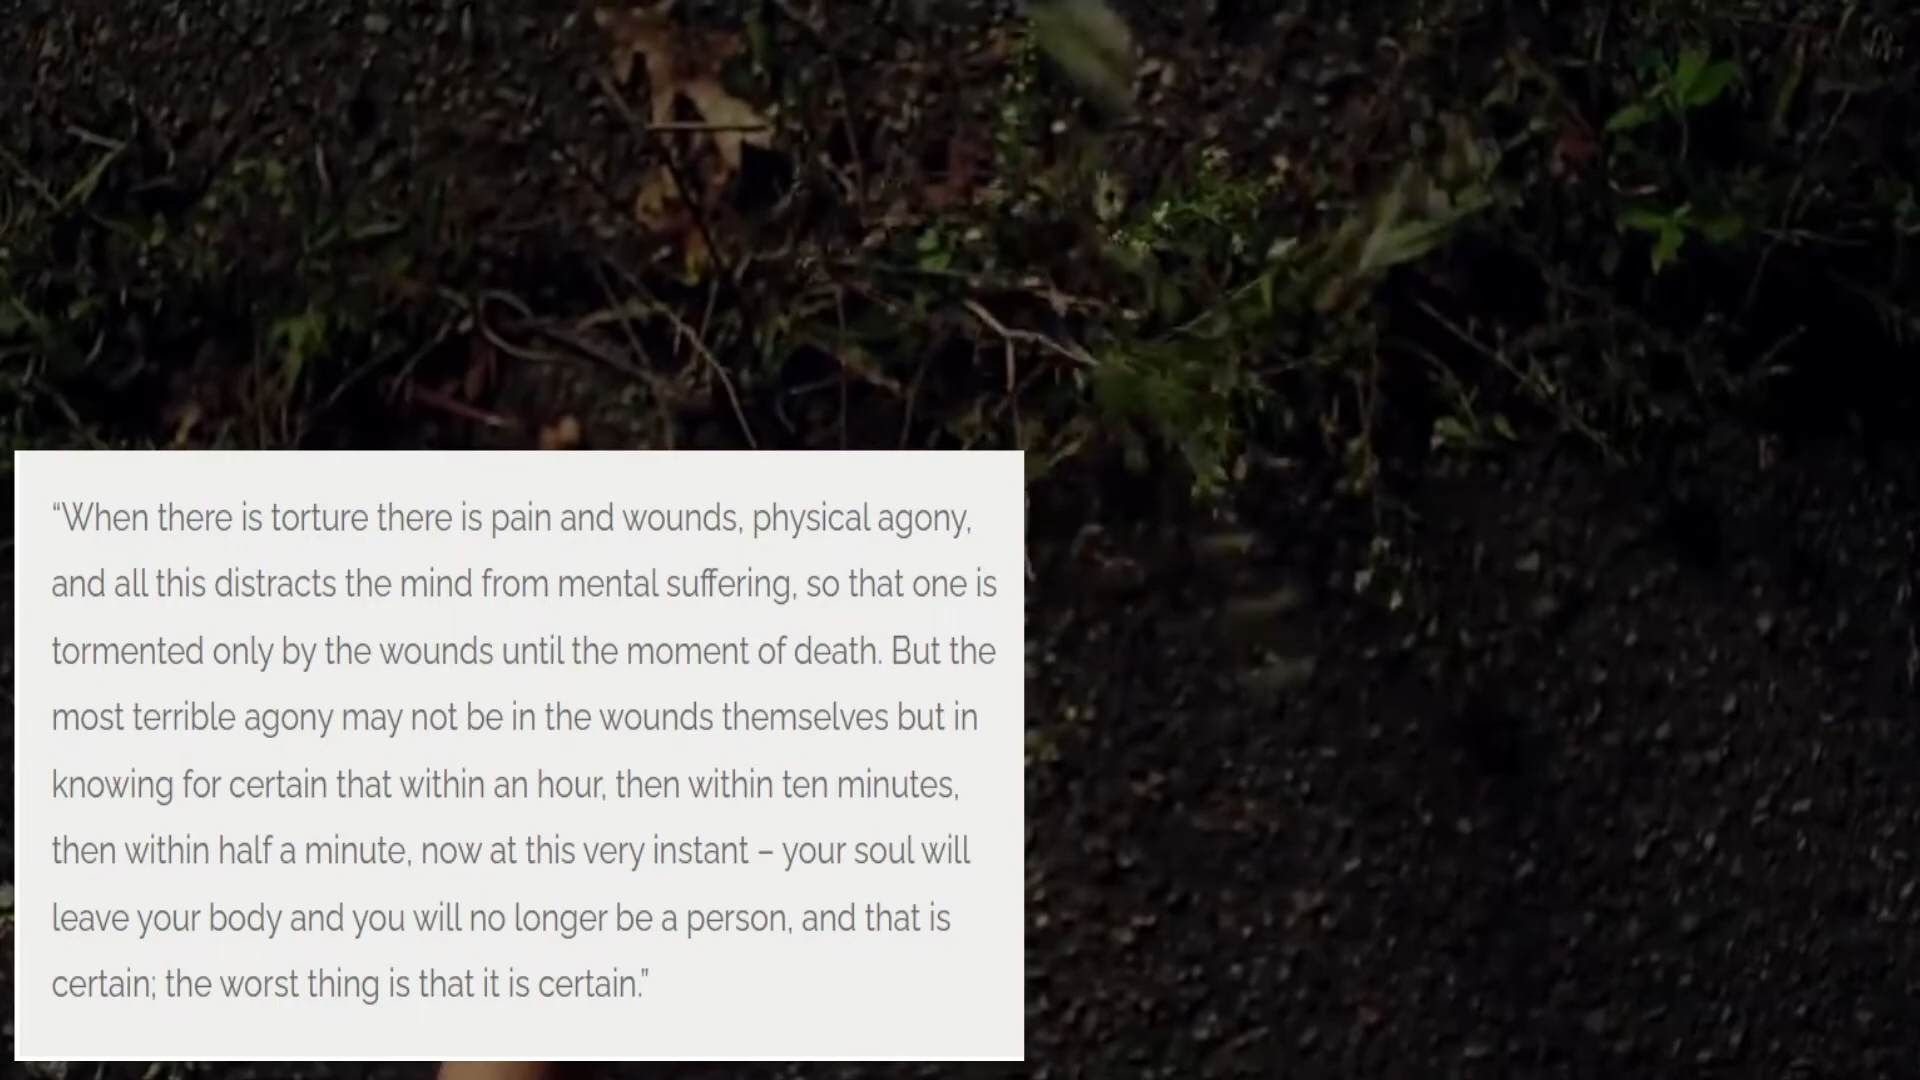 “When there is torture there is pain and wounds, physical agony,
and all this distracts the mind from mental suffering, so that one is
tormented only by the wounds until the moment of death. But the
most terrible agony may not be in the wounds themselves but in
knowing for certain that within an hour, then within ten minutes,
then within half a minute, now at this very instant – your soul will
leave your body and you will no longer be a person, and that is
certain; the worst thing is that it is certain.”